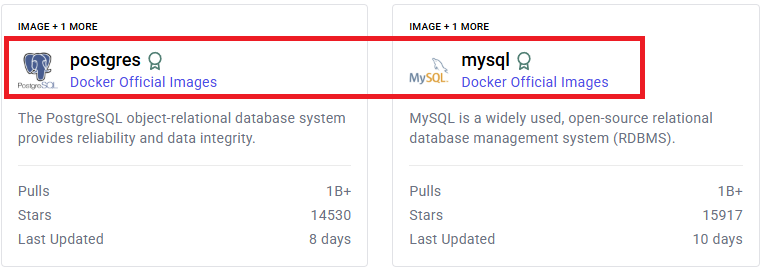 IMAGE + 1 MORE
postgres
PostgreSQL
Docker Official Images
The PostgreSQL object-relational database system
provides reliability and data integrity.
Pulls 1B+
Stars 14530
Last Updated 8 days
IMAGE + 1 MORE
mysql
MySQL
Docker Official Images
MySQL is a widely used, open-source relational
database management system (RDBMS).
Pulls 1B+
Stars 15917
Last Updated 10 days